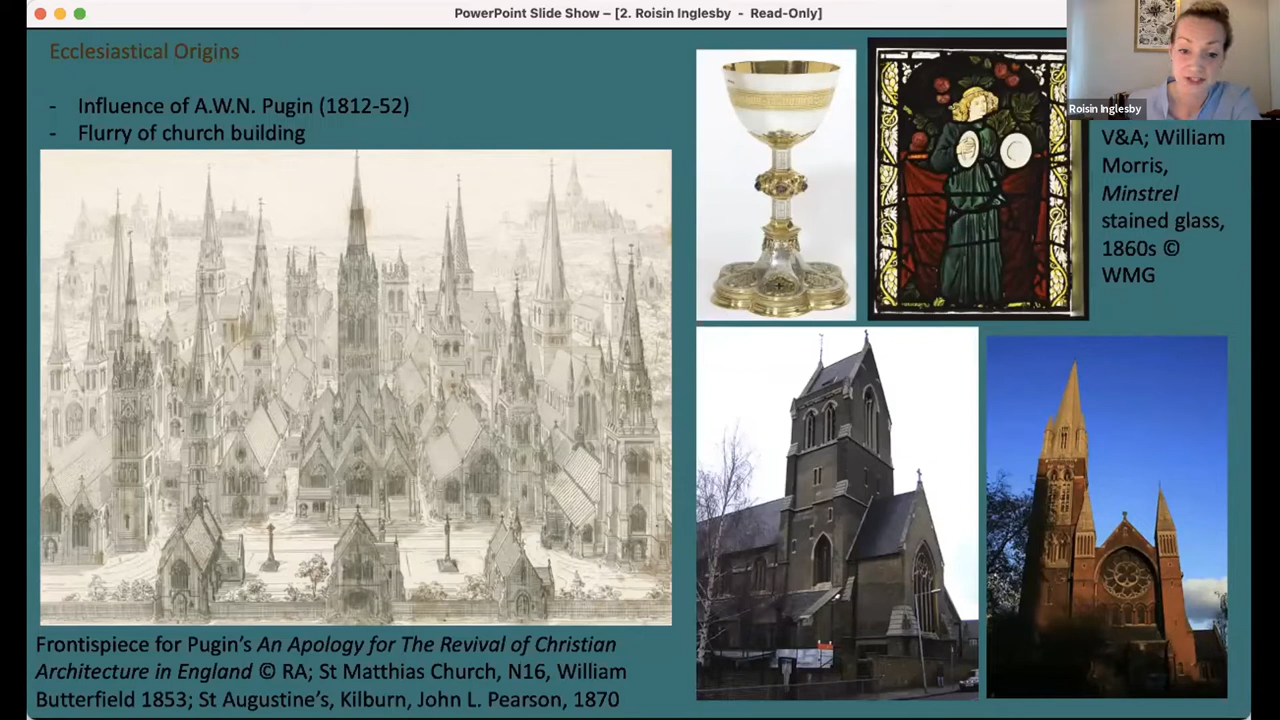 PowerPoint Slide Show – [2. Roisin Inglesby - Read-Only]
Ecclesiastical Origins
- Influence of A.W.N. Pugin (1812-52)
- Flurry of church building
Roisin Inglesby
V&A; William
Morris,
Minstrel
stained glass,
1860s ©
WMG
Frontispiece for Pugin’s An Apology for The Revival of Christian
Architecture in England © RA; St Matthias Church, N16, William
Butterfield 1853; St Augustine’s, Kilburn, John L. Pearson, 1870